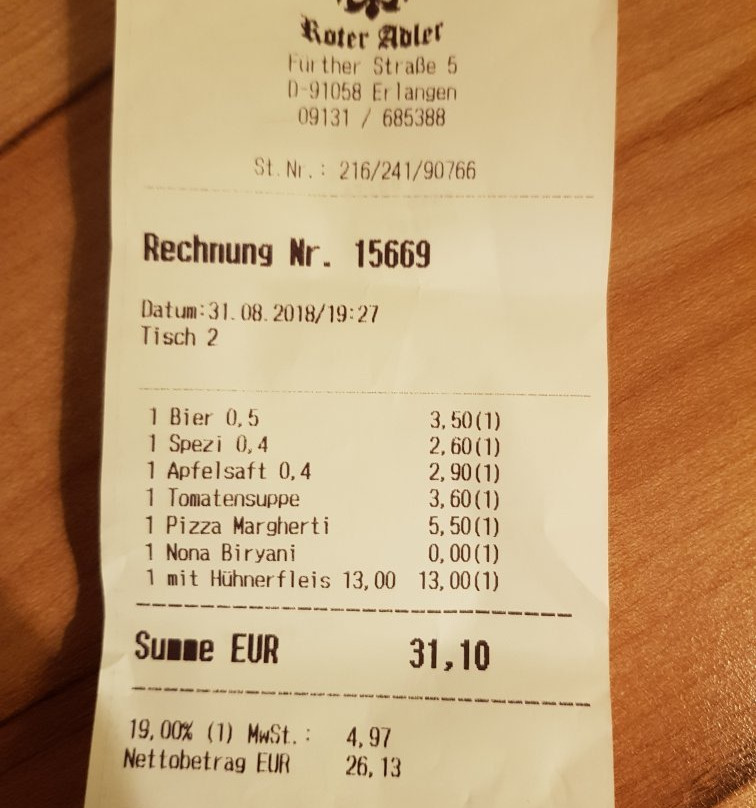 Roter Adler
Fürther Straße 5
D-91058 Erlangen
09131 / 685388
St.Nr.: 216/241/90766
Rechnung Nr. 15669
Datum:31.08.2018/19:27
Tisch 2
1 Bier 0,5 3,50(1)
1 Spezi 0,4 2,60(1)
1 Apfelsaft 0,4 2,90(1)
1 Tomatensuppe 3,60(1)
1 Pizza Margherti 5,50(1)
1 Nona Biryani 0,00(1)
1 mit Hühnerfleis 13,00 13,00(1)
Summe EUR 31,10
19,00% (1) MwSt.: 4,97
Nettobetrag EUR 26,13